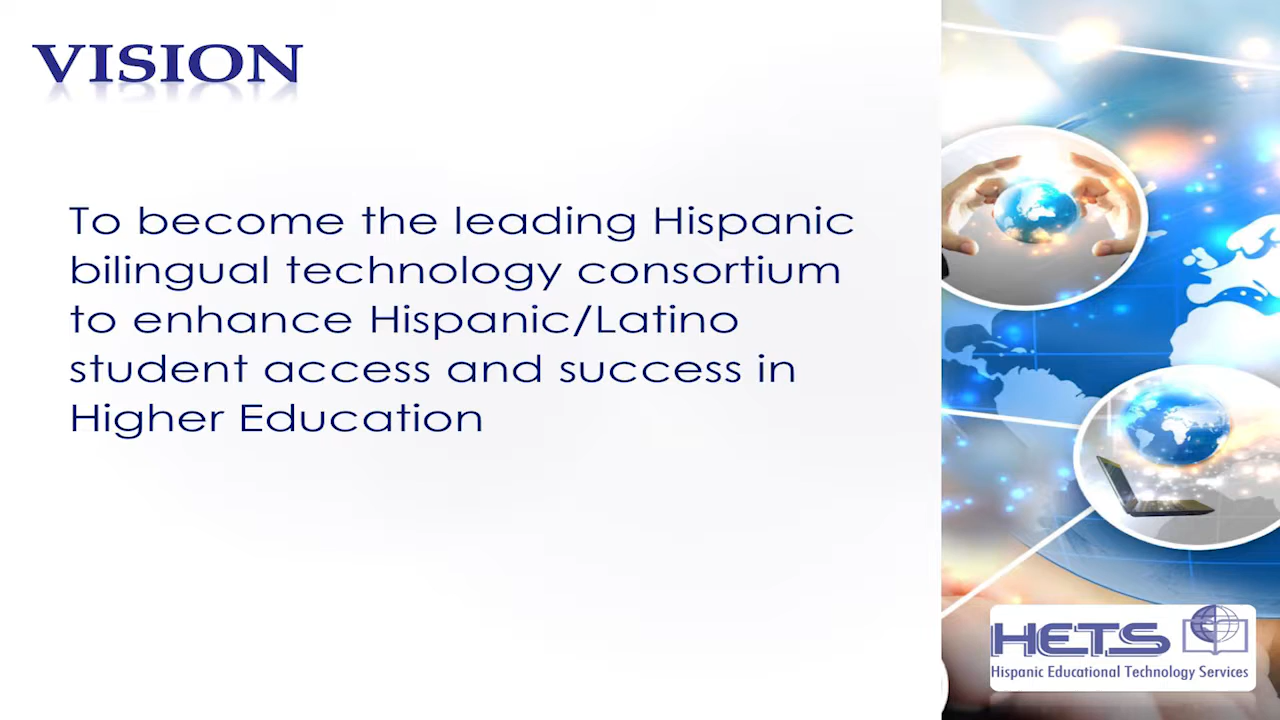 VISION
To become the leading Hispanic
bilingual technology consortium
to enhance Hispanic/Latino
student access and success in
Higher Education
HETS
Hispanic Educational Technology Services